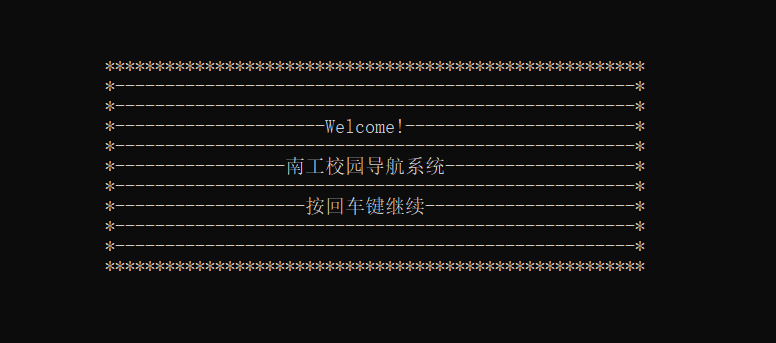 ******************************************************
*----------------------------------------------------*
*----------------------------------------------------*
*---------------------Welcome!-----------------------*
*----------------------------------------------------*
*-----------------南工校园导航系统-------------------*
*----------------------------------------------------*
*-------------------按回车键继续---------------------*
*----------------------------------------------------*
*----------------------------------------------------*
******************************************************